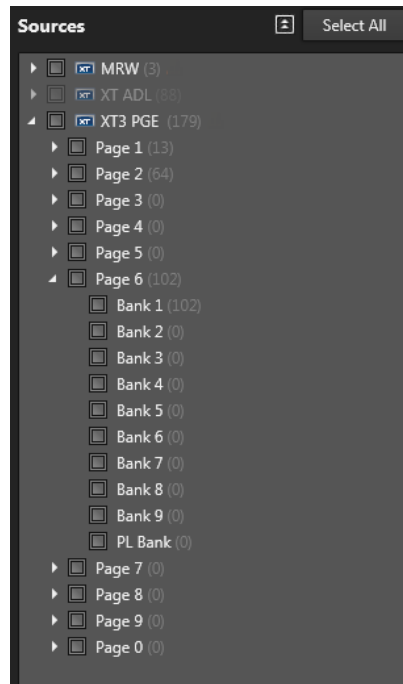 Sources
Select All
XT MRW (3)
XT XT ADL (88)
XT XT3 PGE (179)
Page 1 (13)
Page 2 (64)
Page 3 (0)
Page 4 (0)
Page 5 (0)
Page 6 (102)
Bank 1 (102)
Bank 2 (0)
Bank 3 (0)
Bank 4 (0)
Bank 5 (0)
Bank 6 (0)
Bank 7 (0)
Bank 8 (0)
Bank 9 (0)
PL Bank (0)
Page 7 (0)
Page 8 (0)
Page 9 (0)
Page 0 (0)